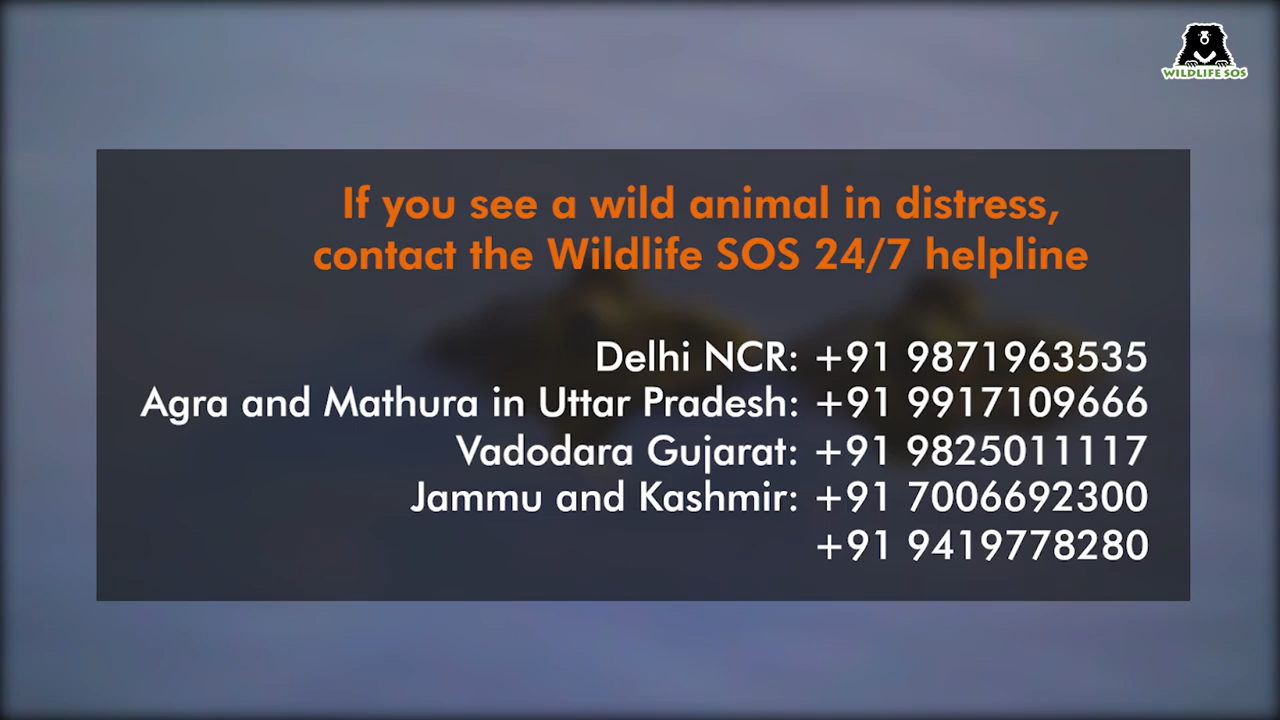 WILDLIFE SOS
If you see a wild animal in distress,
contact the Wildlife SOS 24/7 helpline
Delhi NCR: +91 9871963535
Agra and Mathura in Uttar Pradesh: +91 9917109666
Vadodara Gujarat: +91 9825011117
Jammu and Kashmir: +91 7006692300
+91 9419778280